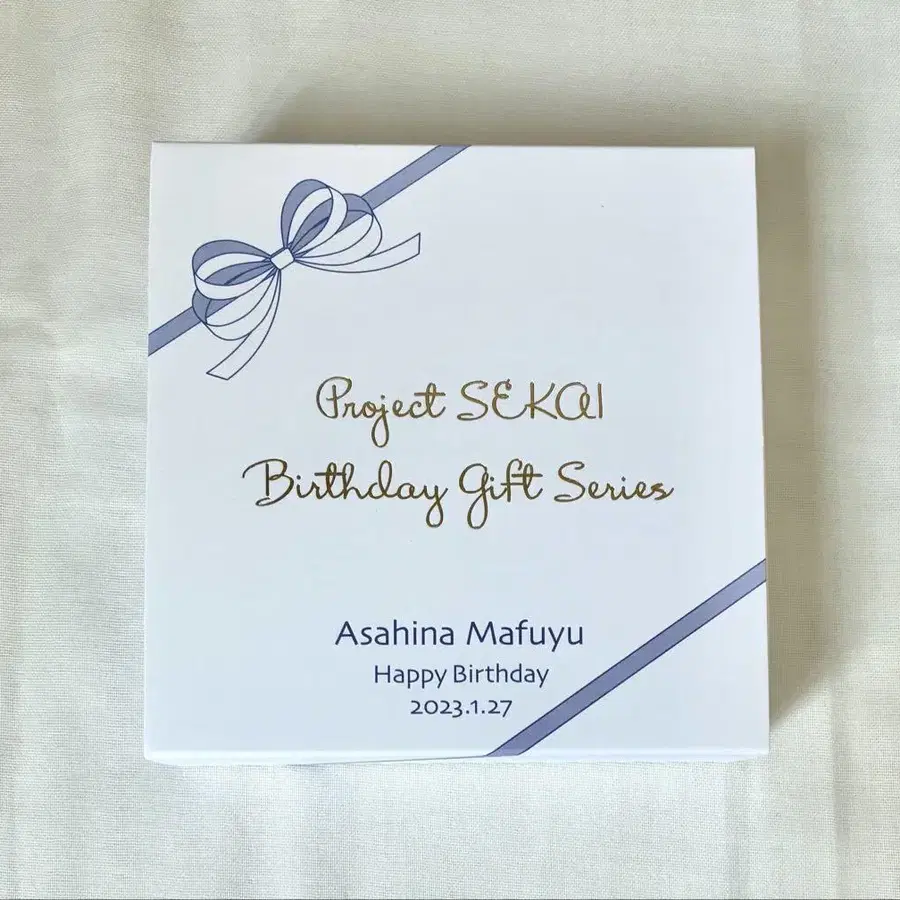 Project SEKAI
Birthday Gift Series
Asahina Mafuyu
Happy Birthday
2023.1.27